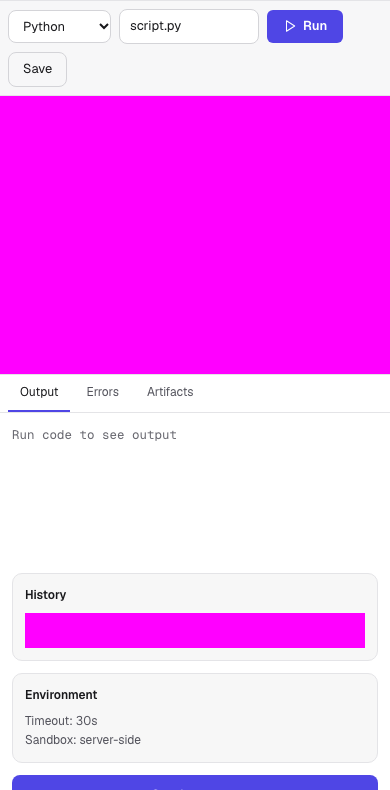 Python
script.py
Run
Save
Output
Errors
Artifacts
Run code to see output
History
Environment
Timeout: 30s
Sandbox: server-side